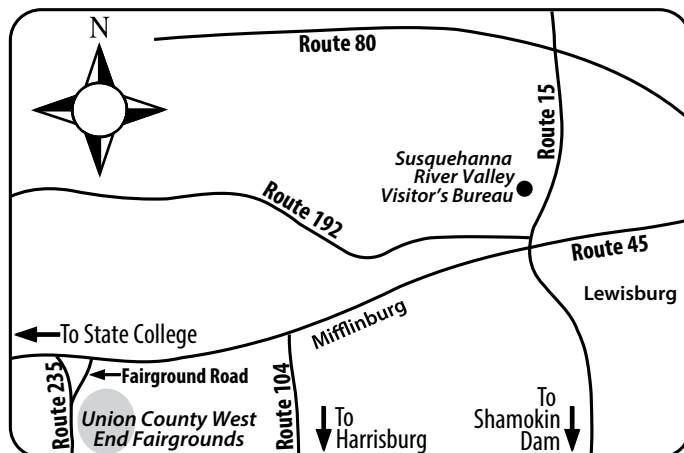 N
Route 80
Route 15
Susquehanna
River Valley
Visitor's Bureau
Route 192
Route 45
Lewisburg
Mifflinburg
To State College
Fairground Road
Route 235
Union County West
End Fairgrounds
Route 104
To
Harrisburg
To
Shamokin
Dam